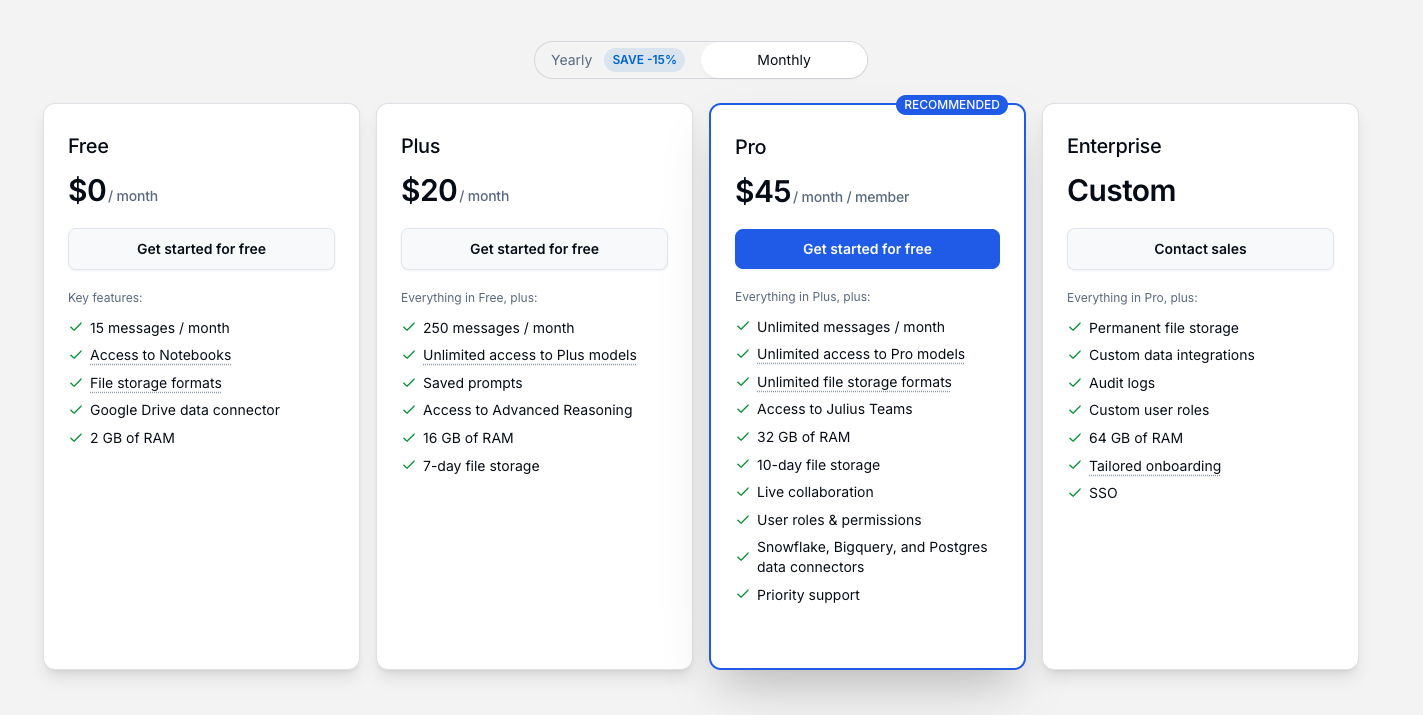 Yearly SAVE -15% Monthly
Free
$0 / month
Get started for free
Key features:
15 messages / month
Access to Notebooks
File storage formats
Google Drive data connector
2 GB of RAM
Plus
$20 / month
Get started for free
Everything in Free, plus:
250 messages / month
Unlimited access to Plus models
Saved prompts
Access to Advanced Reasoning
16 GB of RAM
7-day file storage
RECOMMENDED
Pro
$45 / month / member
Get started for free
Everything in Plus, plus:
Unlimited messages / month
Unlimited access to Pro models
Unlimited file storage formats
Access to Julius Teams
32 GB of RAM
10-day file storage
Live collaboration
User roles & permissions
Snowflake, Bigquery, and Postgres
data connectors
Priority support
Enterprise
Custom
Contact sales
Everything in Pro, plus:
Permanent file storage
Custom data integrations
Audit logs
Custom user roles
64 GB of RAM
Tailored onboarding
SSO